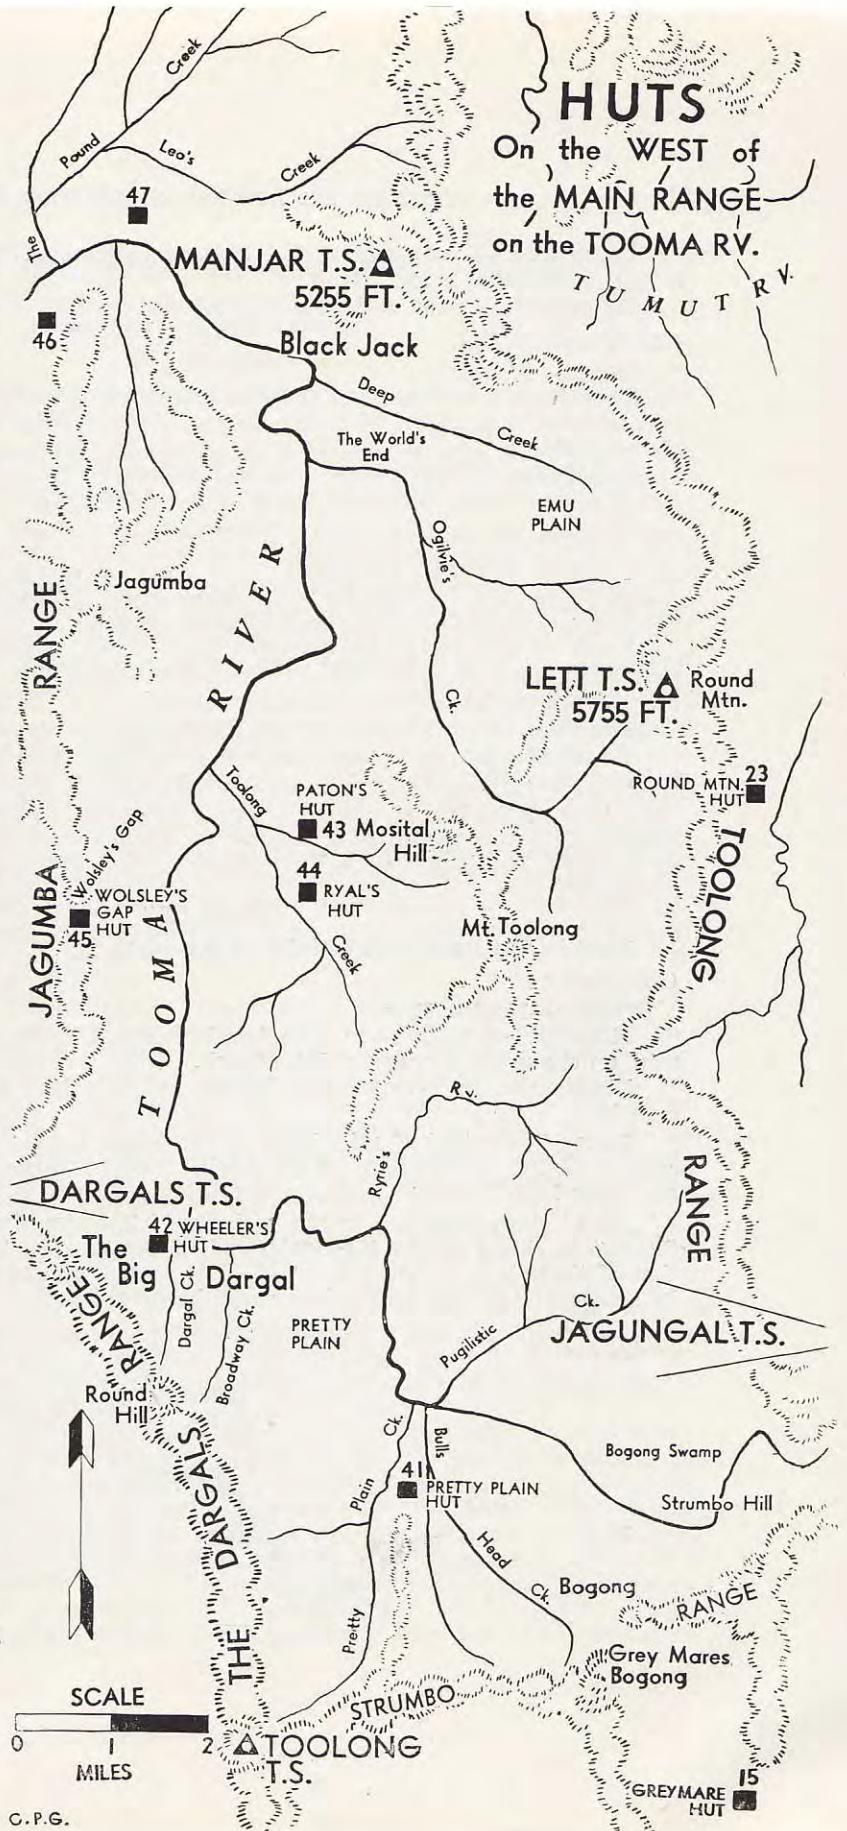 HUTS
On the WEST of
the MAIN RANGE
on the TOOMA RV.
TUMUT RV.
Creek
Pound
Leo's
Creek
The
47
MANJAR T.S.
5255 FT.
46
Black Jack
Deep
Creek
The World's
End
EMU
PLAIN
Ogilvie's
Ck.
Jagumba
RANGE
RIVER
LETT T.S.
5755 FT.
Round
Mtn.
23
ROUND MTN.
HUT
Toolong
PATON'S
HUT
43
Mosital
Hill
44
RYAL'S
HUT
Creek
Wolsley's Gap
WOLSLEY'S
GAP
HUT
45
JAGUMBA
TOOMA
Mt. Toolong
TOOLONG
Rv.
Ryrie's
RANGE
DARGALS T.S.
42 WHEELER'S
HUT
The
Big Dargal
Dargal Ck.
Broadway Ck.
PRETTY
PLAIN
Ck.
Pugilistic
JAGUNGAL T.S.
RANGE
Round
Hill
THE DARGALS
Ck.
Bulls
Plain
41
PRETTY PLAIN
HUT
Bogong Swamp
Strumbo Hill
Head
Ck.
Bogong
RANGE
Pretty
Grey Mares
Bogong
STRUMBO
SCALE
0 1 2
MILES
TOOLONG
T.S.
15
GREYMARE
HUT
C.P.G.